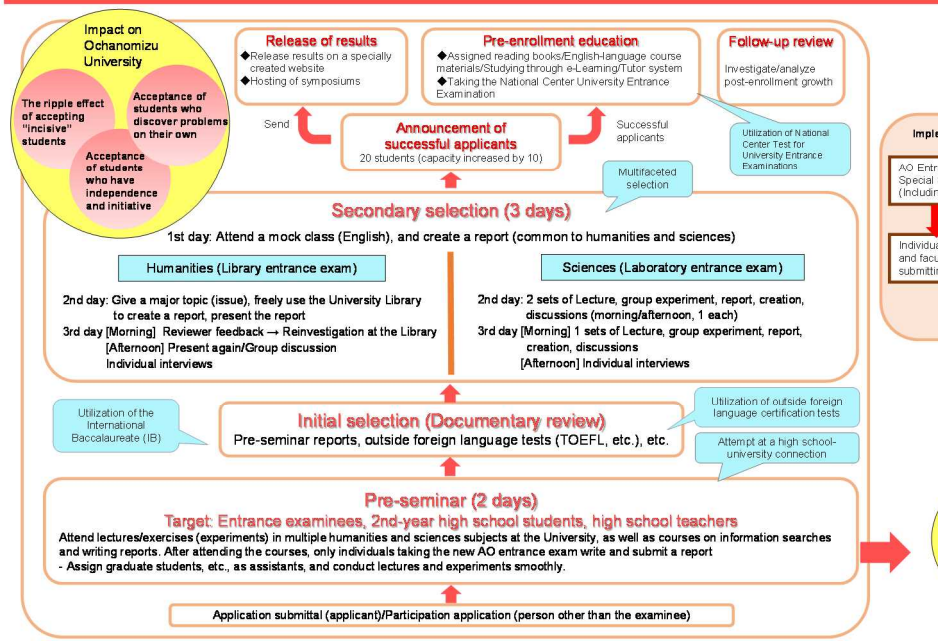 Impact on
Ochanomizu
University
The ripple effect
of accepting
"incisive"
students
Acceptance of
students who
discover problems
on their own
Acceptance
of students
who have
independence
and initiative
Release of results
◆Release results on a specially
created website
◆Hosting of symposiums
Pre-enrollment education
◆Assigned reading books/English-language course
materials/Studying through e-Learning/Tutor system
◆Taking the National Center University Entrance
Examination
Follow-up review
Investigate/analyze
post-enrollment growth
Send
Announcement of
successful applicants
20 students (capacity increased by 10)
Successful
applicants
Utilization of National
Center Test for
University Entrance
Examinations
Multifaceted
selection
Secondary selection (3 days)
1st day: Attend a mock class (English), and create a report (common to humanities and sciences)
Humanities (Library entrance exam)
2nd day: Give a major topic (issue), freely use the University Library
to create a report, present the report
3rd day [Morning] Reviewer feedback → Reinvestigation at the Library
[Afternoon] Present again/Group discussion
Individual interviews
Sciences (Laboratory entrance exam)
2nd day: 2 sets of Lecture, group experiment, report, creation,
discussions (morning/afternoon, 1 each)
3rd day [Morning] 1 sets of Lecture, group experiment, report,
creation, discussions
[Afternoon] Individual interviews
Utilization of the
International
Baccalaureate (IB)
Initial selection (Documentary review)
Pre-seminar reports, outside foreign language tests (TOEFL, etc.), etc.
Utilization of outside foreign
language certification tests
Attempt at a high school-
university connection
Pre-seminar (2 days)
Target: Entrance examinees, 2nd-year high school students, high school teachers
Attend lectures/exercises (experiments) in multiple humanities and sciences subjects at the University, as well as courses on information searches
and writing reports. After attending the courses, only individuals taking the new AO entrance exam write and submit a report
- Assign graduate students, etc., as assistants, and conduct lectures and experiments smoothly.
Application submittal (applicant)/Participation application (person other than the examinee)
Imple
AO Entr
Special
(Includin
Individua
and facu
submittin